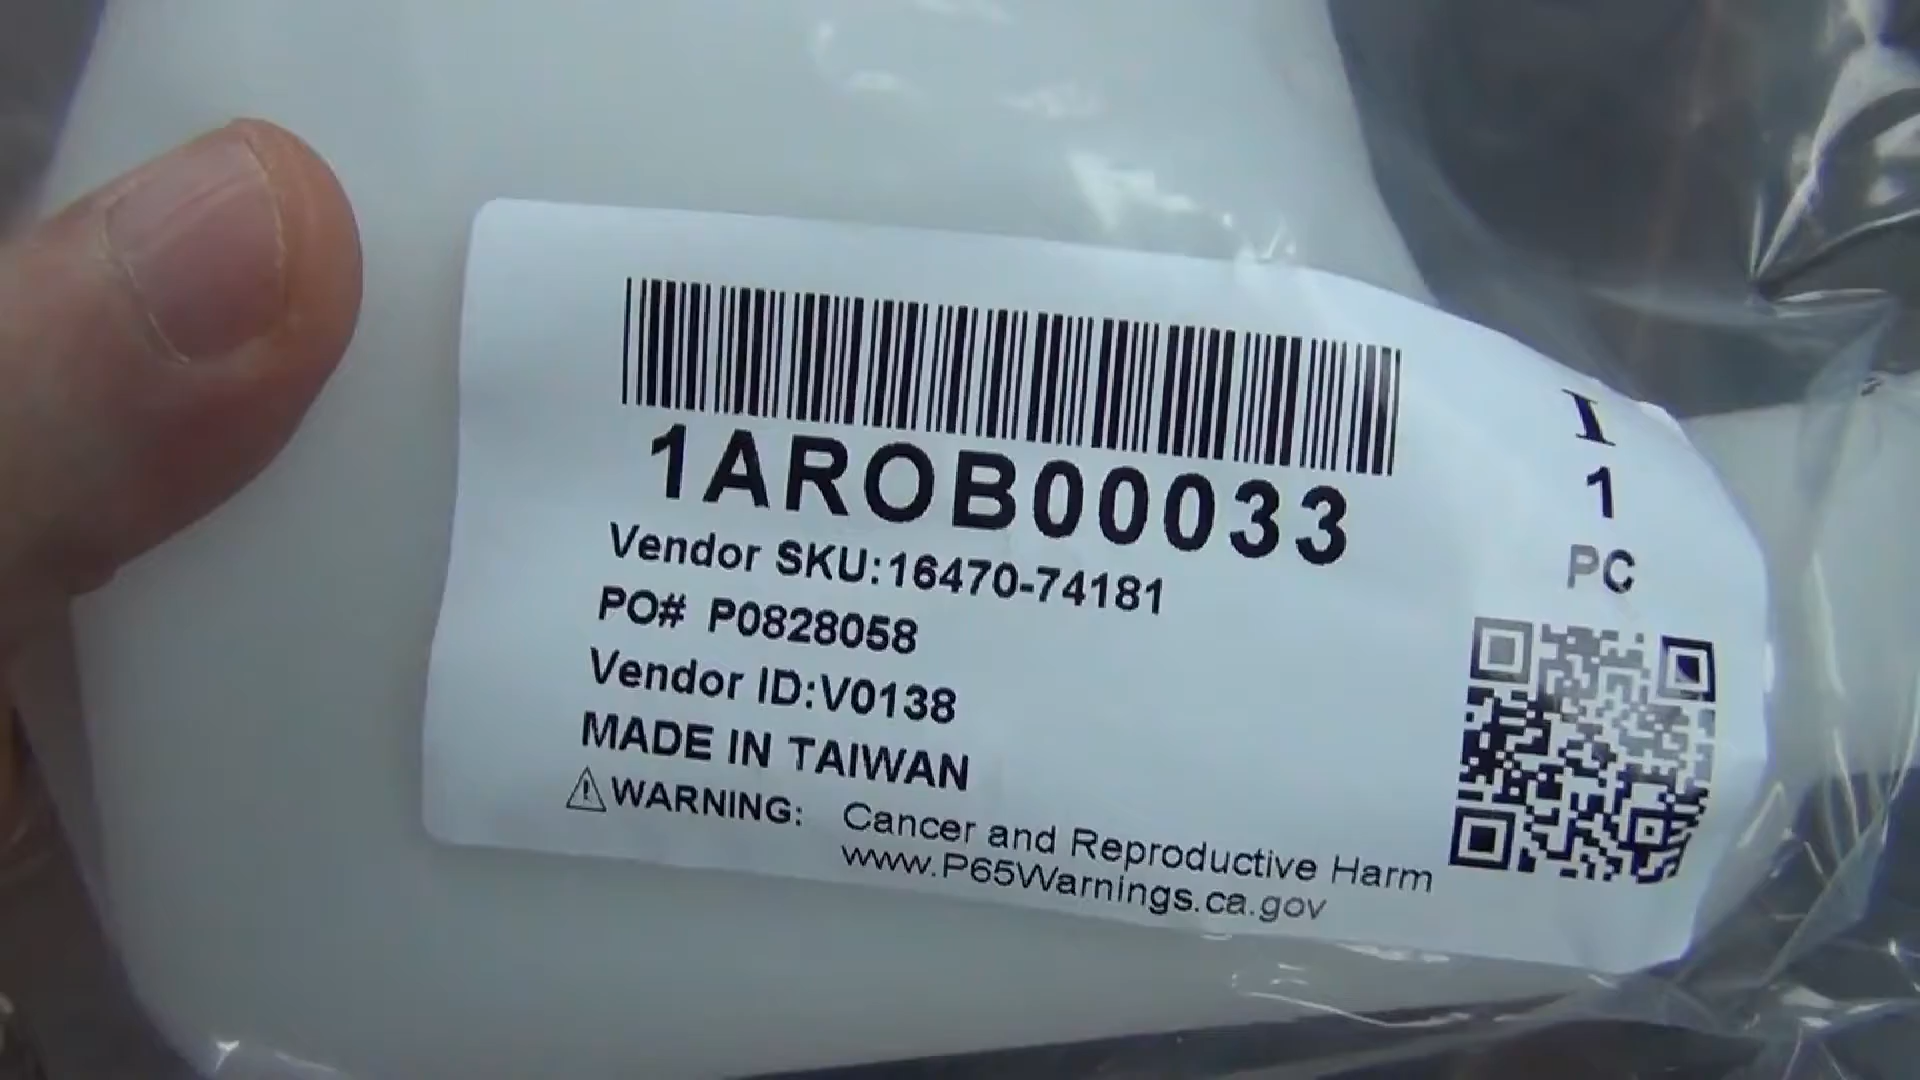 1AROB00033
Vendor SKU:16470-74181
PO# P0828058
Vendor ID:V0138
MADE IN TAIWAN
WARNING: Cancer and Reproductive Harm
www.P65Warnings.ca.gov
I
1
PC